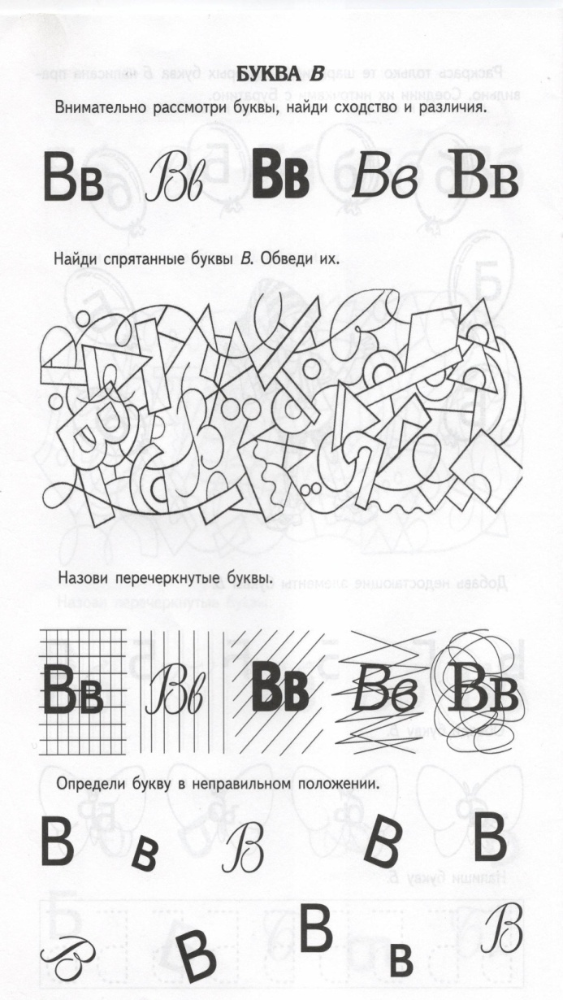 БУКВА В
Внимательно рассмотри буквы, найди сходство и различия.
Вв Вв Вв Вв Вв
Найди спрятанные буквы В. Обведи их.
Назови перечеркнутые буквы.
Вв Вв Вв Вв Вв
Определи букву в неправильном положении.
В в В В В
В В В в В